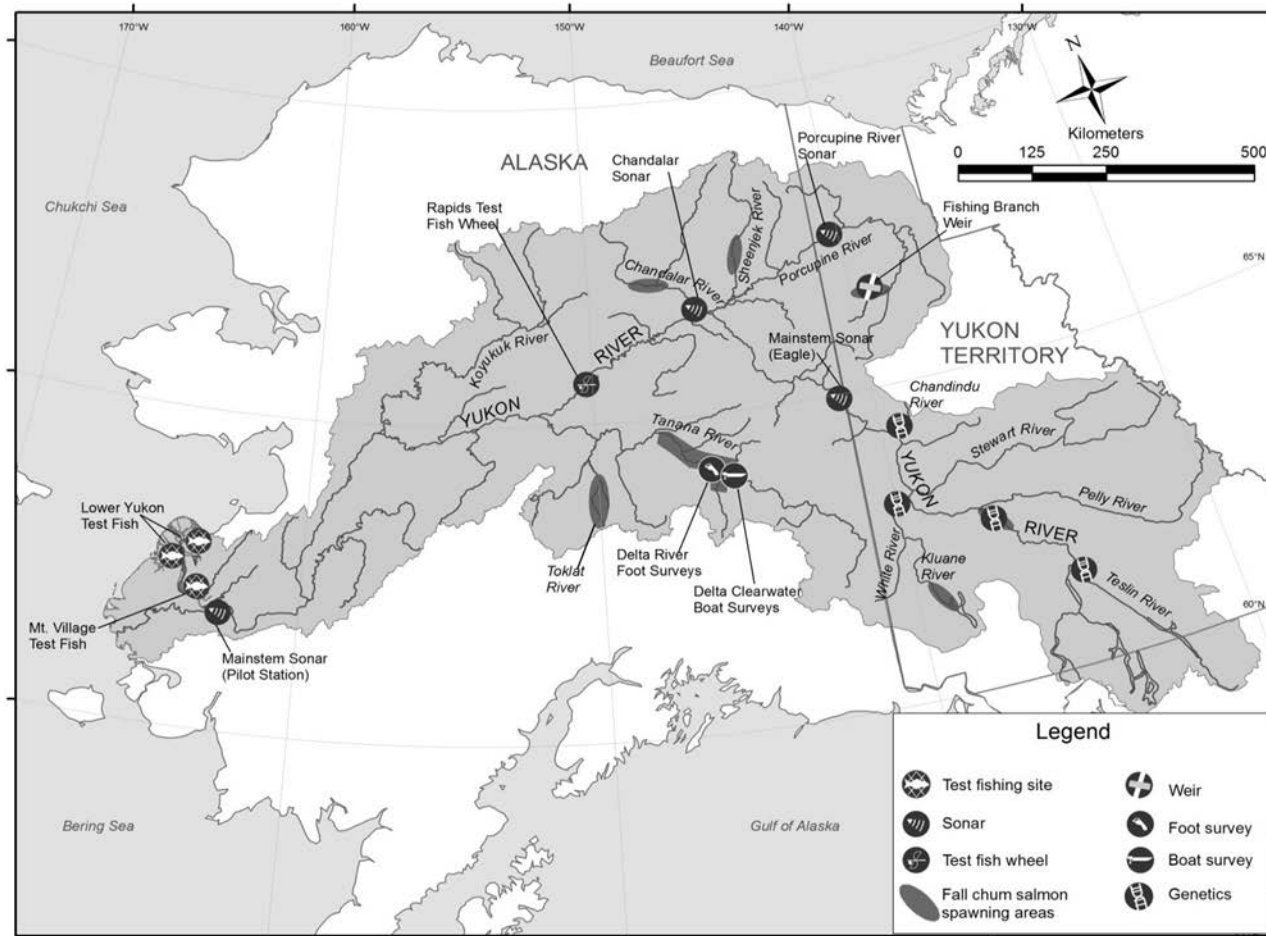 170°W
160°W
150°W
140°W
130°W
Beaufort Sea
N
Kilometers
0 125 250 500
ALASKA
Chandalar
Sonar
Porcupine River
Sonar
Chukchi Sea
Rapids Test
Fish Wheel
Sheenjek River
Fishing Branch
Weir
Porcupine River
Chandalar River
65°N
Koyukuk River
YUKON
RIVER
Mainstem Sonar
(Eagle)
YUKON
TERRITORY
Chandindu
River
Tanana River
Stewart River
YUKON
RIVER
Pelly River
Lower Yukon
Test Fish
Toklat
River
Delta River
Foot Surveys
Delta Clearwater
Boat Surveys
White River
Kluane
River
Teslin River
60°N
Mt. Village
Test Fish
Mainstem Sonar
(Pilot Station)
Bering Sea
Gulf of Alaska
Legend
Test fishing site
Sonar
Test fish wheel
Fall chum salmon
spawning areas
Weir
Foot survey
Boat survey
Genetics